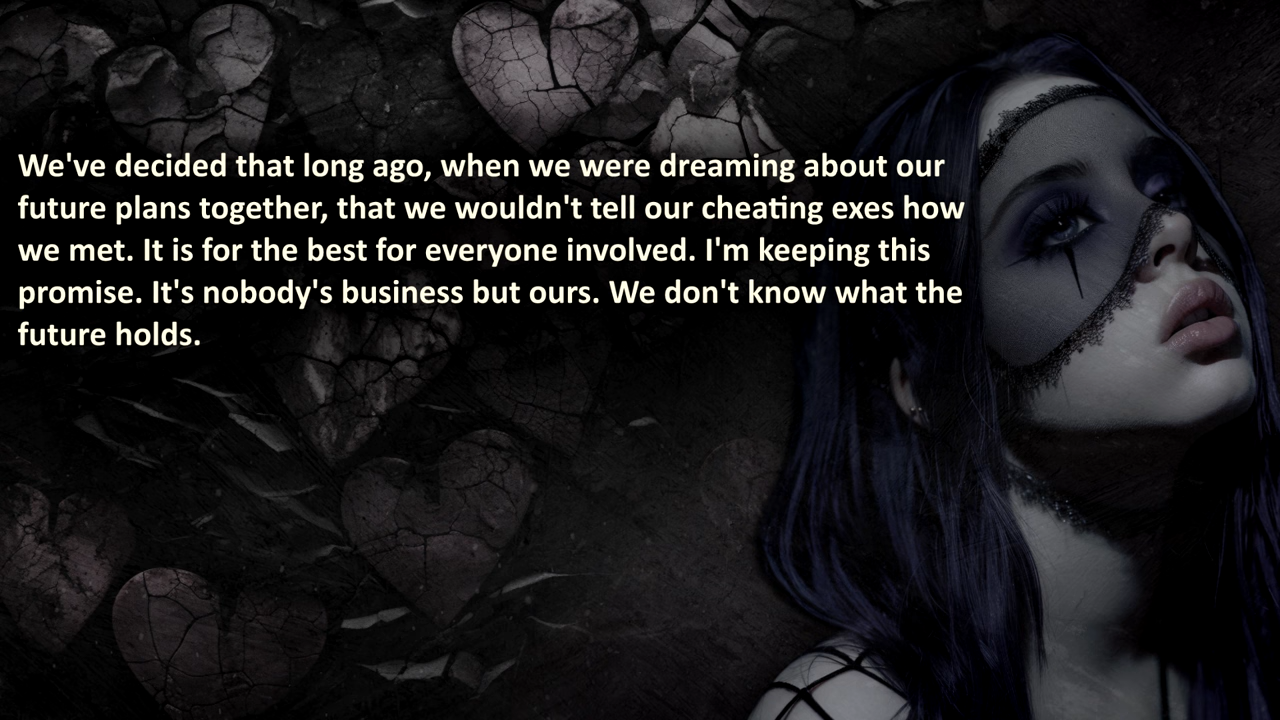 We've decided that long ago, when we were dreaming about our
future plans together, that we wouldn't tell our cheating exes how
we met. It is for the best for everyone involved. I'm keeping this
promise. It's nobody's business but ours. We don't know what the
future holds.